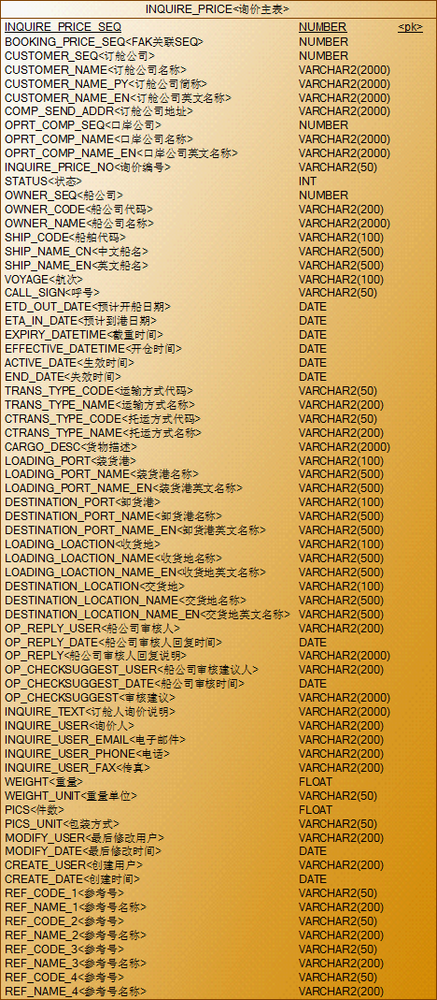 INQUIRE_PRICE<询价主表>
INQUIRE_PRICE_SEQ NUMBER <pk>
BOOKING_PRICE_SEQ<FAK关联SEQ> NUMBER
CUSTOMER_SEQ<订舱公司> NUMBER
CUSTOMER_NAME<订舱公司名称> VARCHAR2(2000)
CUSTOMER_NAME_PY<订舱公司简称> VARCHAR2(2000)
CUSTOMER_NAME_EN<订舱公司英文名称> VARCHAR2(2000)
COMP_SEND_ADDR<订舱公司地址> VARCHAR2(2000)
OPRT_COMP_SEQ<口岸公司> NUMBER
OPRT_COMP_NAME<口岸公司名称> VARCHAR2(2000)
OPRT_COMP_NAME_EN<口岸公司英文名称> VARCHAR2(2000)
INQUIRE_PRICE_NO<询价编号> VARCHAR2(50)
STATUS<状态> INT
OWNER_SEQ<船公司> NUMBER
OWNER_CODE<船公司代码> VARCHAR2(200)
OWNER_NAME<船公司名称> VARCHAR2(2000)
SHIP_CODE<船舶代码> VARCHAR2(100)
SHIP_NAME_CN<中文船名> VARCHAR2(500)
SHIP_NAME_EN<英文船名> VARCHAR2(500)
VOYAGE<航次> VARCHAR2(100)
CALL_SIGN<呼号> VARCHAR2(50)
ETD_OUT_DATE<预计开船日期> DATE
ETA_IN_DATE<预计到港日期> DATE
EXPIRY_DATETIME<截重时间> DATE
EFFECTIVE_DATETIME<开仓时间> DATE
ACTIVE_DATE<生效时间> DATE
END_DATE<失效时间> DATE
TRANS_TYPE_CODE<运输方式代码> VARCHAR2(50)
TRANS_TYPE_NAME<运输方式名称> VARCHAR2(200)
CTRANS_TYPE_CODE<托运方式代码> VARCHAR2(50)
CTRANS_TYPE_NAME<托运方式名称> VARCHAR2(200)
CARGO_DESC<货物描述> VARCHAR2(2000)
LOADING_PORT<装货港> VARCHAR2(100)
LOADING_PORT_NAME<装货港名称> VARCHAR2(500)
LOADING_PORT_NAME_EN<装货港英文名称> VARCHAR2(500)
DESTINATION_PORT<卸货港> VARCHAR2(100)
DESTINATION_PORT_NAME<卸货港名称> VARCHAR2(500)
DESTINATION_PORT_NAME_EN<卸货港英文名称> VARCHAR2(500)
LOADING_LOACTION<收货地> VARCHAR2(100)
LOADING_LOACTION_NAME<收货地名称> VARCHAR2(500)
LOADING_LOACTION_NAME_EN<收货地英文名称> VARCHAR2(500)
DESTINATION_LOCATION<交货地> VARCHAR2(100)
DESTINATION_LOCATION_NAME<交货地名称> VARCHAR2(500)
DESTINATION_LOCATION_NAME_EN<交货地英文名称> VARCHAR2(500)
OP_REPLY_USER<船公司审核人> VARCHAR2(200)
OP_REPLY_DATE<船公司审核人回复时间> DATE
OP_REPLY<船公司审核人回复说明> VARCHAR2(2000)
OP_CHECKSUGGEST_USER<船公司审核建议人> VARCHAR2(200)
OP_CHECKSUGGEST_DATE<船公司审核时间> DATE
OP_CHECKSUGGEST<审核建议> VARCHAR2(2000)
INQUIRE_TEXT<订舱人询价说明> VARCHAR2(2000)
INQUIRE_USER<询价人> VARCHAR2(200)
INQUIRE_USER_EMAIL<电子邮件> VARCHAR2(200)
INQUIRE_USER_PHONE<电话> VARCHAR2(200)
INQUIRE_USER_FAX<传真> VARCHAR2(200)
WEIGHT<重量> FLOAT
WEIGHT_UNIT<重量单位> VARCHAR2(50)
PICS<件数> FLOAT
PICS_UNIT<包装方式> VARCHAR2(50)
MODIFY_USER<最后修改用户> VARCHAR2(200)
MODIFY_DATE<最后修改时间> DATE
CREATE_USER<创建用户> VARCHAR2(200)
CREATE_DATE<创建时间> DATE
REF_CODE_1<参考号> VARCHAR2(50)
REF_NAME_1<参考号名称> VARCHAR2(200)
REF_CODE_2<参考号> VARCHAR2(50)
REF_NAME_2<参考号名称> VARCHAR2(200)
REF_CODE_3<参考号> VARCHAR2(50)
REF_NAME_3<参考号名称> VARCHAR2(200)
REF_CODE_4<参考号> VARCHAR2(50)
REF_NAME_4<参考号名称> VARCHAR2(200)